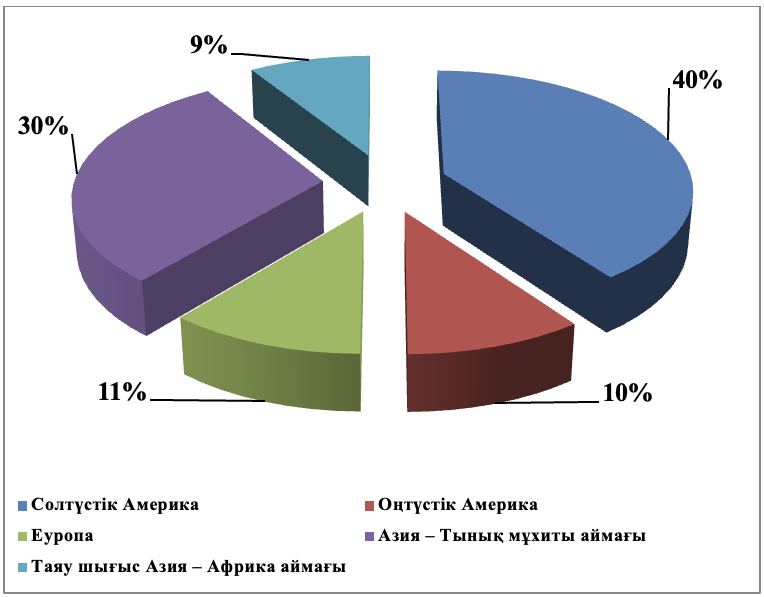 9%
40%
30%
11%
10%
Солтүстік Америка
Оңтүстік Америка
Еуропа
Азия – Тынық мұхиты аймағы
Таяу шығыс Азия – Африка аймағы